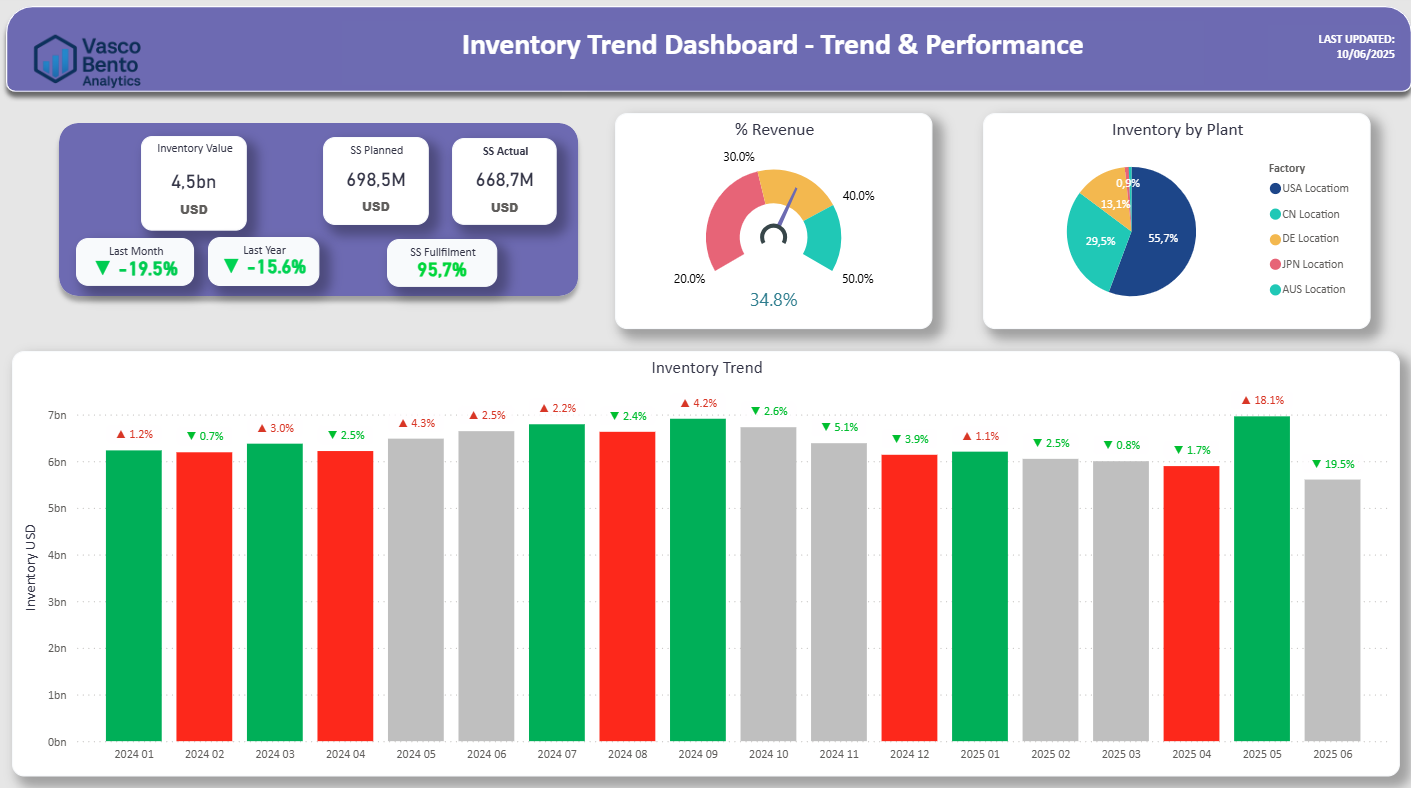 Vasco
Bento
Analytics
Inventory Trend Dashboard - Trend & Performance
LAST UPDATED:
10/06/2025
Inventory Value
4,5bn
USD
SS Planned
698,5M
USD
SS Actual
668,7M
USD
Last Month
▼ -19.5%
Last Year
▼ -15.6%
SS Fullfilment
95,7%
% Revenue
30.0%
40.0%
20.0%
50.0%
34.8%
Inventory by Plant
0,9%
13,1%
29,5%
55,7%
Factory
USA Locatiom
CN Location
DE Location
JPN Location
AUS Location
Inventory Trend
Inventory USD
7bn
6bn
5bn
4bn
3bn
2bn
1bn
0bn
▲ 1.2%
▼ 0.7%
▲ 3.0%
▼ 2.5%
▲ 4.3%
▲ 2.5%
▲ 2.2%
▼ 2.4%
▲ 4.2%
▼ 2.6%
▼ 5.1%
▼ 3.9%
▲ 1.1%
▼ 2.5%
▼ 0.8%
▼ 1.7%
▲ 18.1%
▼ 19.5%
2024 01
2024 02
2024 03
2024 04
2024 05
2024 06
2024 07
2024 08
2024 09
2024 10
2024 11
2024 12
2025 01
2025 02
2025 03
2025 04
2025 05
2025 06